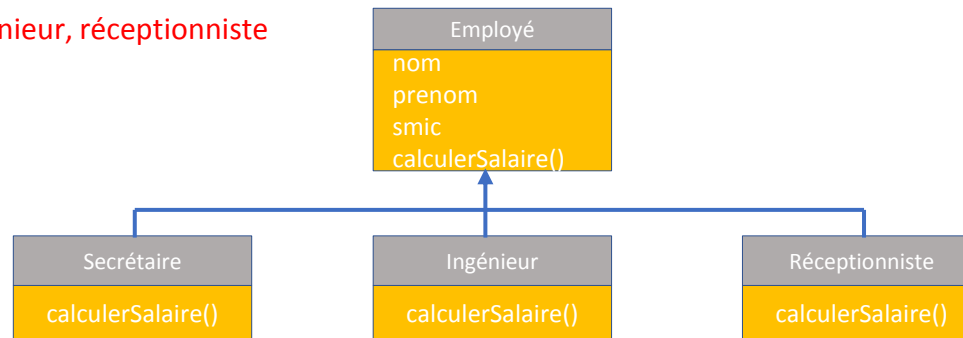 nieur, réceptionniste
Employé
nom
prenom
smic
calculerSalaire()
Secrétaire
calculerSalaire()
Ingénieur
calculerSalaire()
Réceptionniste
calculerSalaire()